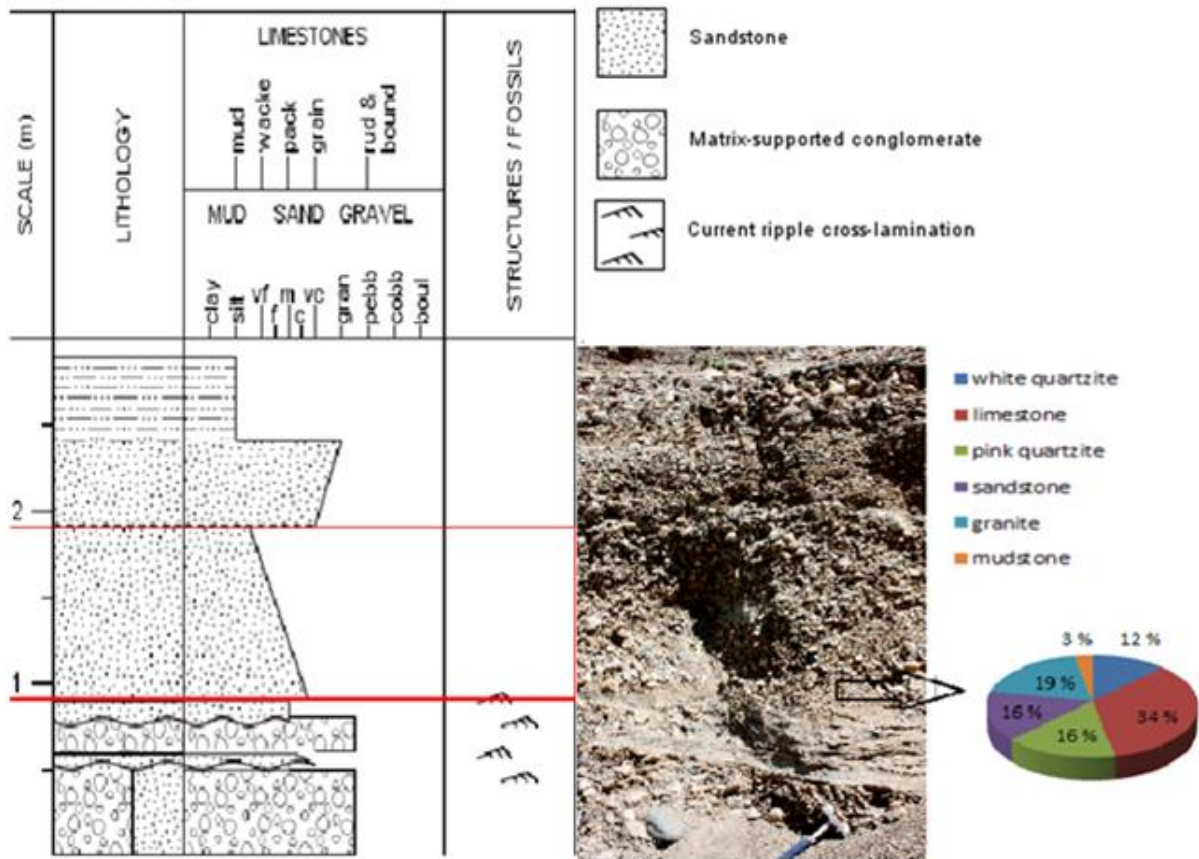 SCALE (m)
LITHOLOGY
LIMESTONES
mud
wacke
pack
grain
rud &
bound
MUD SAND GRAVEL
clay
silt
vf
f
m
c
vc
gran
pebb
cobb
boul
STRUCTURES / FOSSILS
2
1
Sandstone
Matrix-supported conglomerate
Current ripple cross-lamination
white quartzite
limestone
pink quartzite
sandstone
granite
mudstone
3 %
12 %
19 %
34 %
16 %
16 %